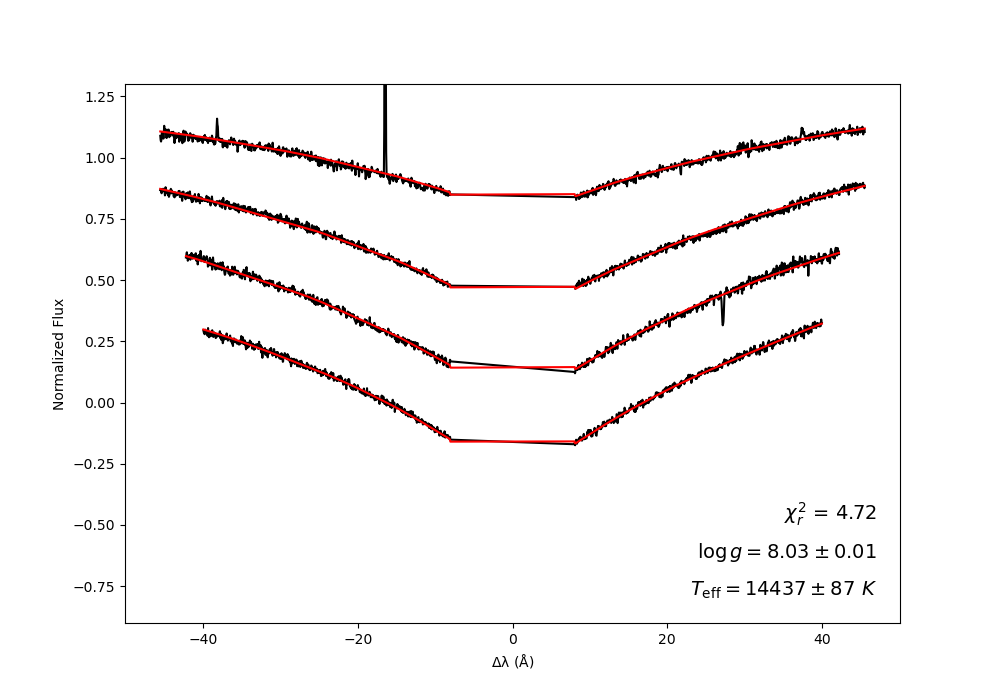 1.25
1.00
0.75
0.50
0.25
0.00
−0.25
−0.50
−0.75
Normalized Flux
χ²ᵣ = 4.72
log g = 8.03 ± 0.01
T_eff = 14437 ± 87 K
−40 −20 0 20 40
Δλ (Å)